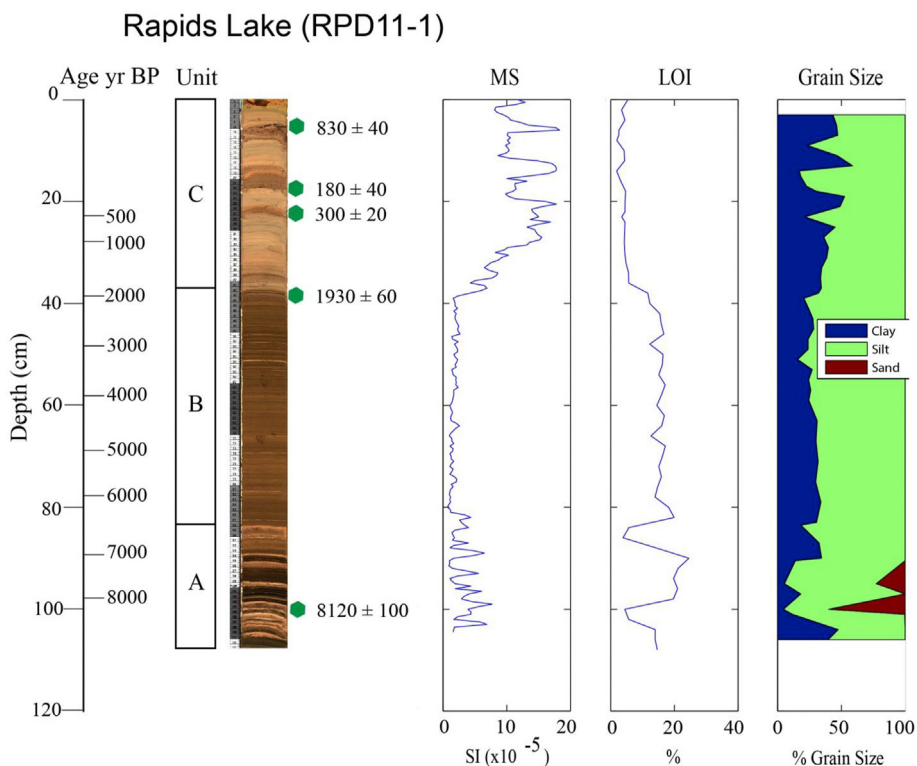 Rapids Lake (RPD11-1)
Age yr BP Unit MS LOI Grain Size
0
830 ± 40
C
20
180 ± 40
500
300 ± 20
1000
2000
1930 ± 60
40
Clay
3000
Silt
Sand
4000
B
60
Depth (cm)
5000
6000
80
7000
A
8000
100
8120 ± 100
120
0 10 20
0 20 40
0 50 100
SI (x10 -5)
%
% Grain Size